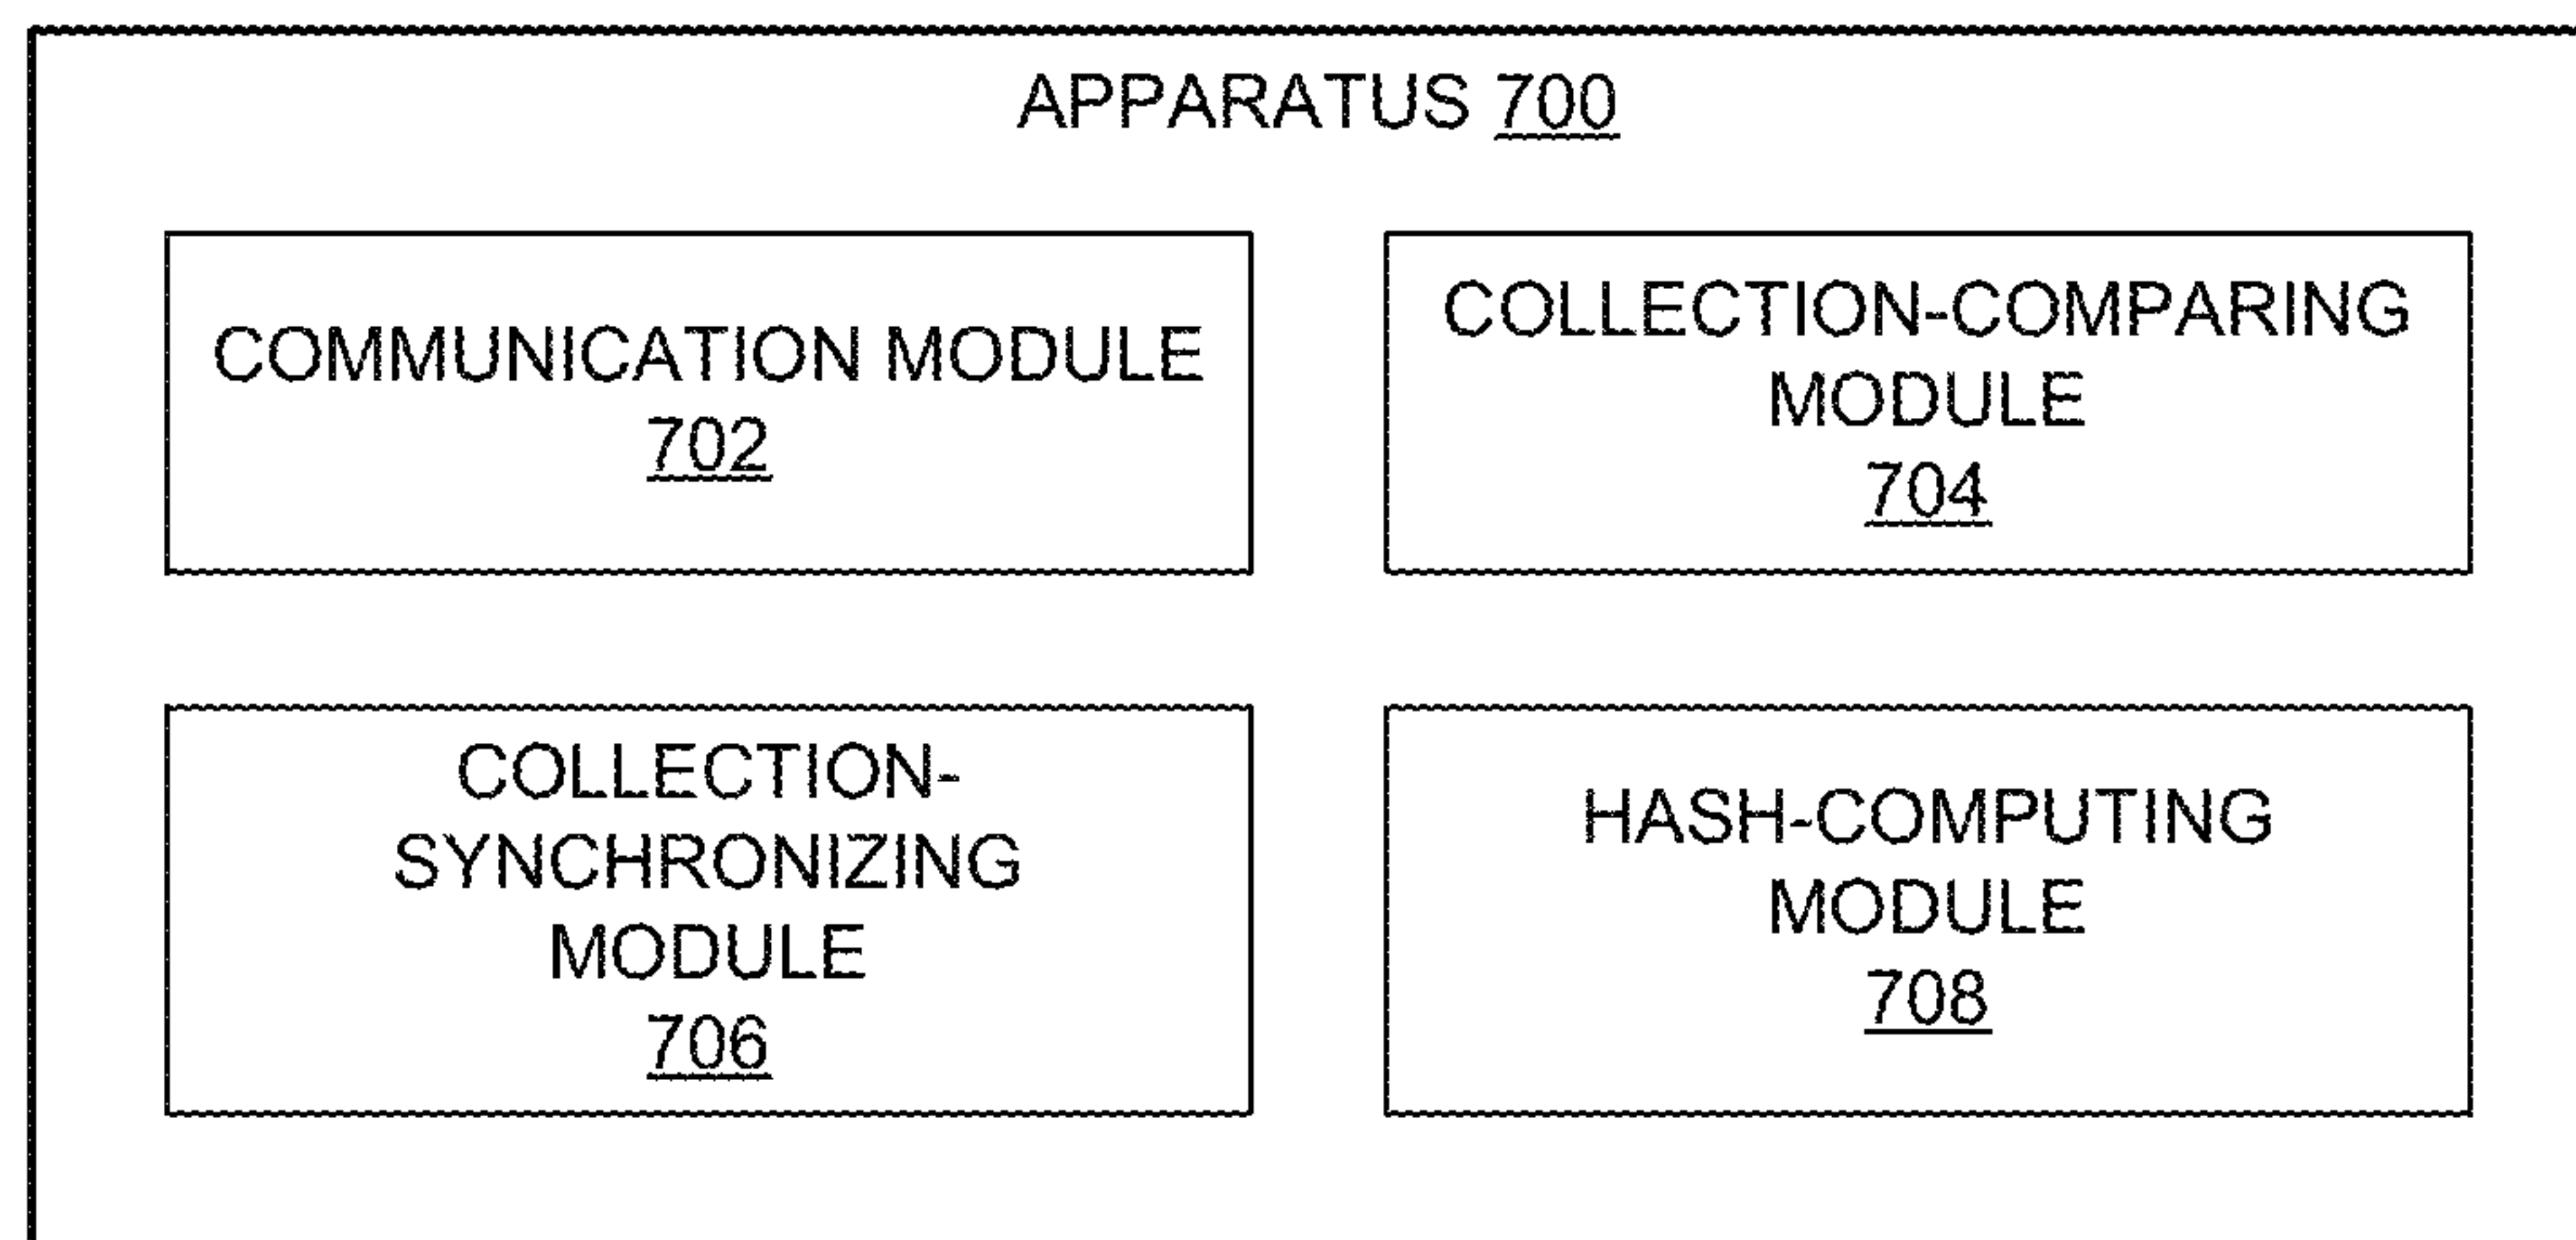 APPARATUS 700
COMMUNICATION MODULE
702
COLLECTION-COMPARING
MODULE
704
COLLECTION-
SYNCHRONIZING
MODULE
706
HASH-COMPUTING
MODULE
708